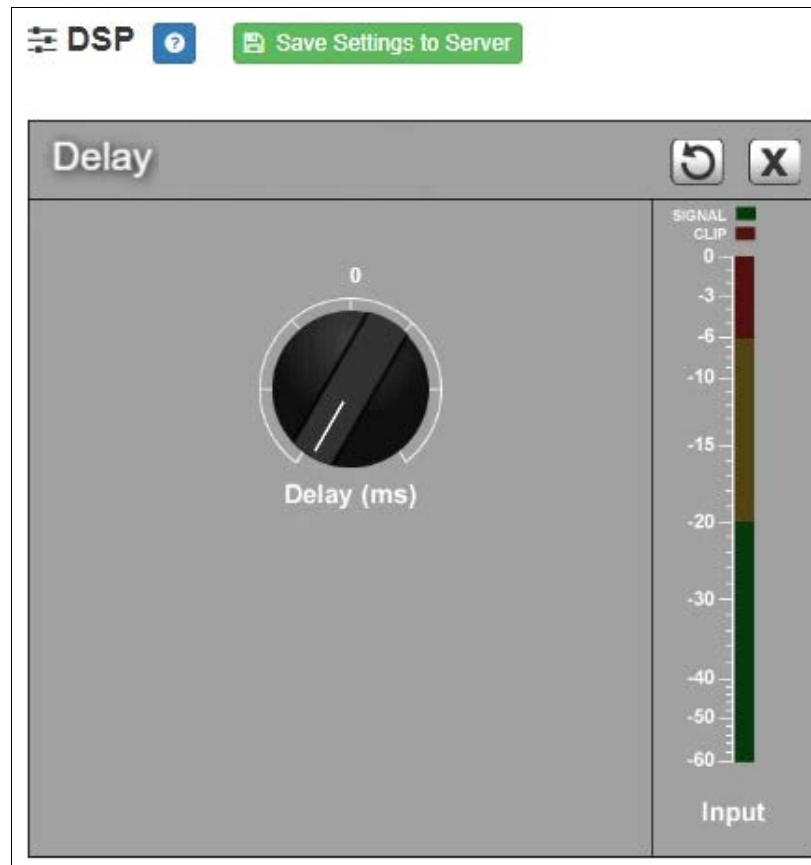 DSP ? Save Settings to Server
Delay X
SIGNAL
CLIP
0
-3
-6
-10
-15
-20
-30
-40
-50
-60
Input
0
Delay (ms)